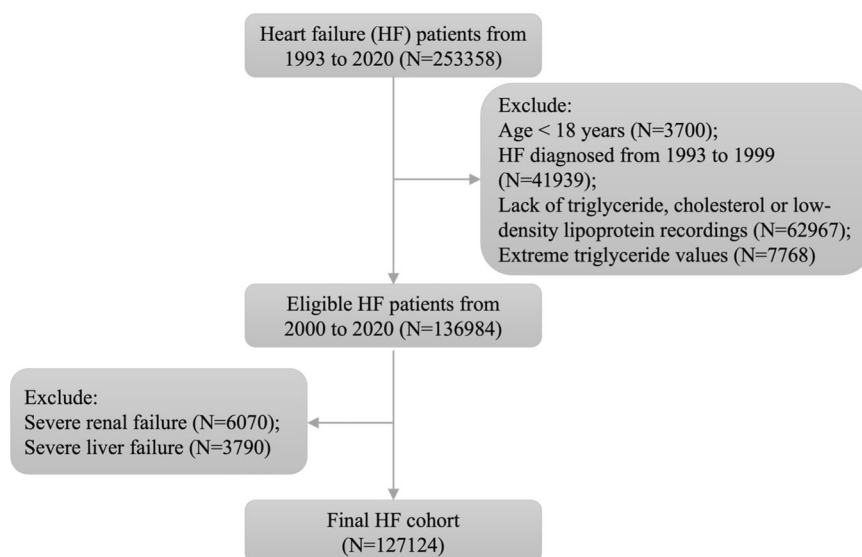 Heart failure (HF) patients from
1993 to 2020 (N=253358)
Exclude:
Age < 18 years (N=3700);
HF diagnosed from 1993 to 1999
(N=41939);
Lack of triglyceride, cholesterol or low-
density lipoprotein recordings (N=62967);
Extreme triglyceride values (N=7768)
Eligible HF patients from
2000 to 2020 (N=136984)
Exclude:
Severe renal failure (N=6070);
Severe liver failure (N=3790)
Final HF cohort
(N=127124)